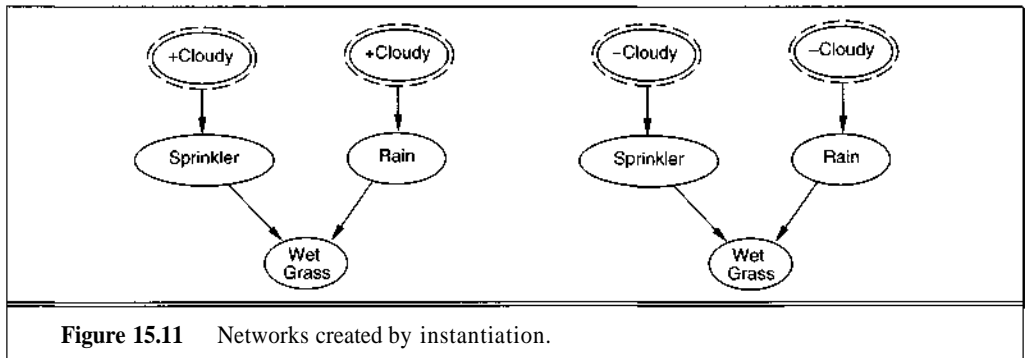 +Cloudy +Cloudy -Cloudy -Cloudy
Sprinkler Rain Sprinkler Rain
Wet Wet
Grass Grass
Figure 15.11 Networks created by instantiation.